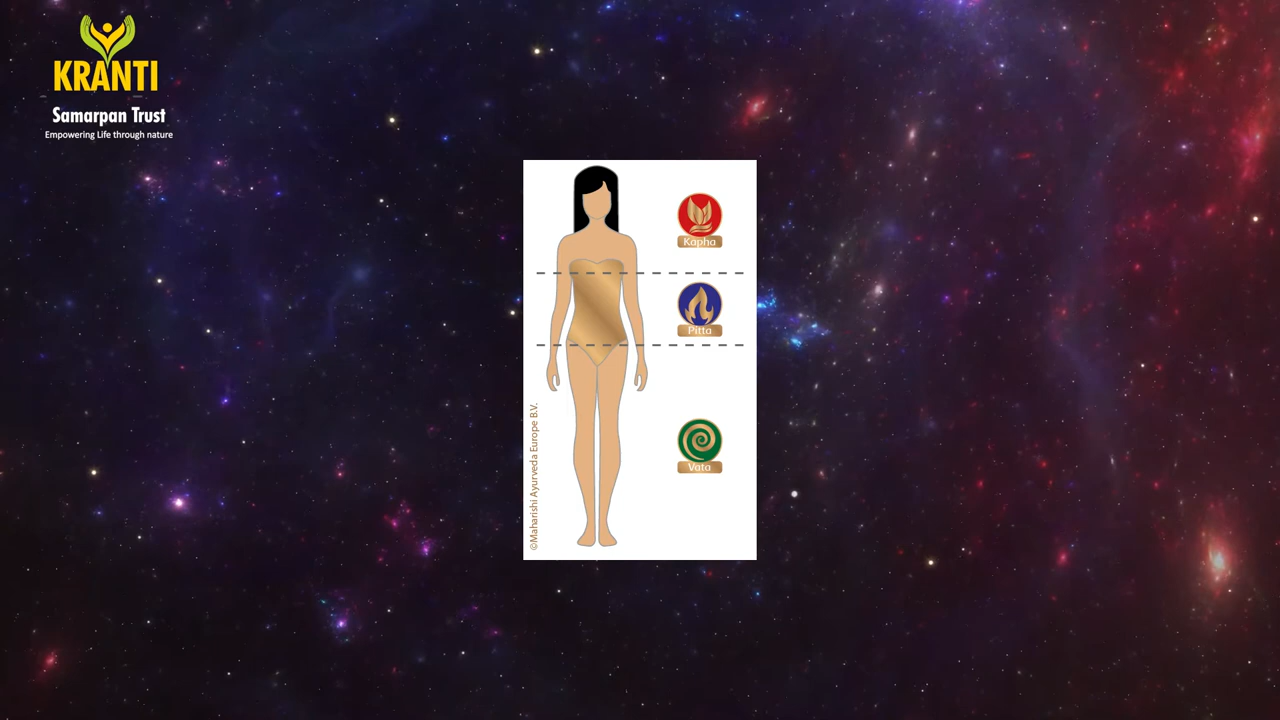 KRANTI
Samarpan Trust
Empowering Life through nature
Kapha
Pitta
Vata
©Maharishi Ayurveda Europe B.V.